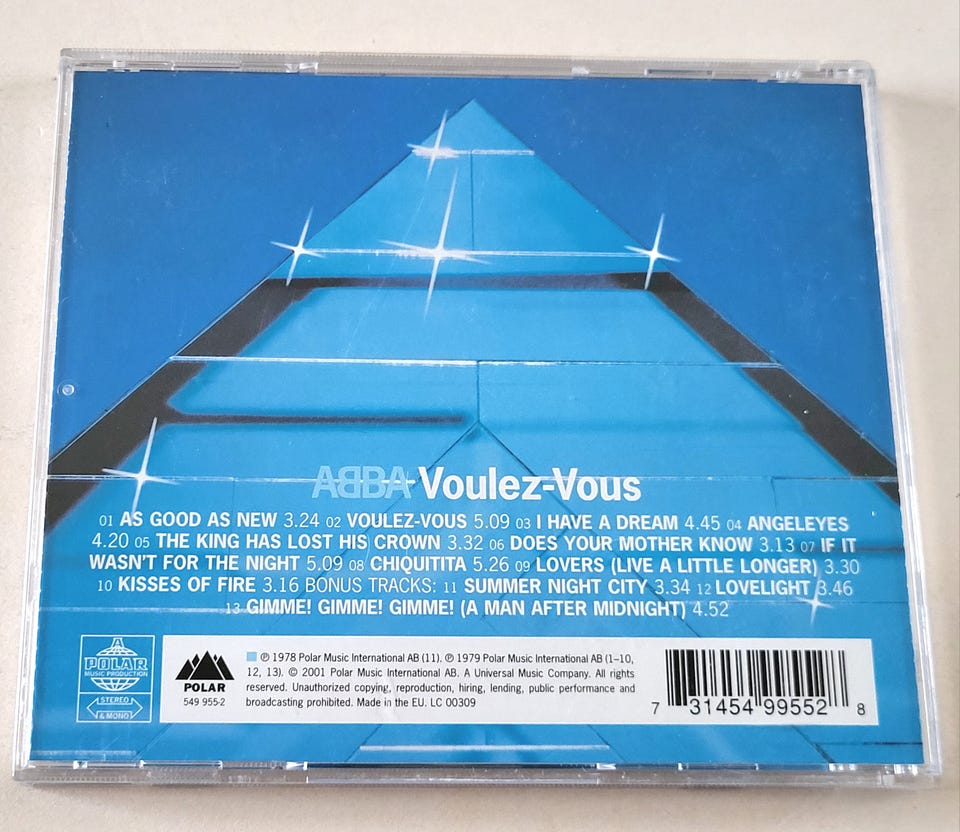 ABBA Voulez-Vous
01 AS GOOD AS NEW 3.24 02 VOULEZ-VOUS 5.09 03 I HAVE A DREAM 4.45 04 ANGELEYES
4.20 05 THE KING HAS LOST HIS CROWN 3.32 06 DOES YOUR MOTHER KNOW 3.13 07 IF IT
WASN'T FOR THE NIGHT 5.09 08 CHIQUITITA 5.26 09 LOVERS (LIVE A LITTLE LONGER) 3.30
10 KISSES OF FIRE 3.16 BONUS TRACKS: 11 SUMMER NIGHT CITY 3.34 12 LOVELIGHT 3.46
13 GIMME! GIMME! GIMME! (A MAN AFTER MIDNIGHT) 4.52
A
POLAR
MUSIC PRODUCTION
STEREO
& MONO
POLAR
549 955-2
℗ 1978 Polar Music International AB (11). ℗ 1979 Polar Music International AB (1–10,
12, 13). © 2001 Polar Music International AB. A Universal Music Company. All rights
reserved. Unauthorized copying, reproduction, hiring, lending, public performance and
broadcasting prohibited. Made in the EU. LC 00309
7 31454 99552 8